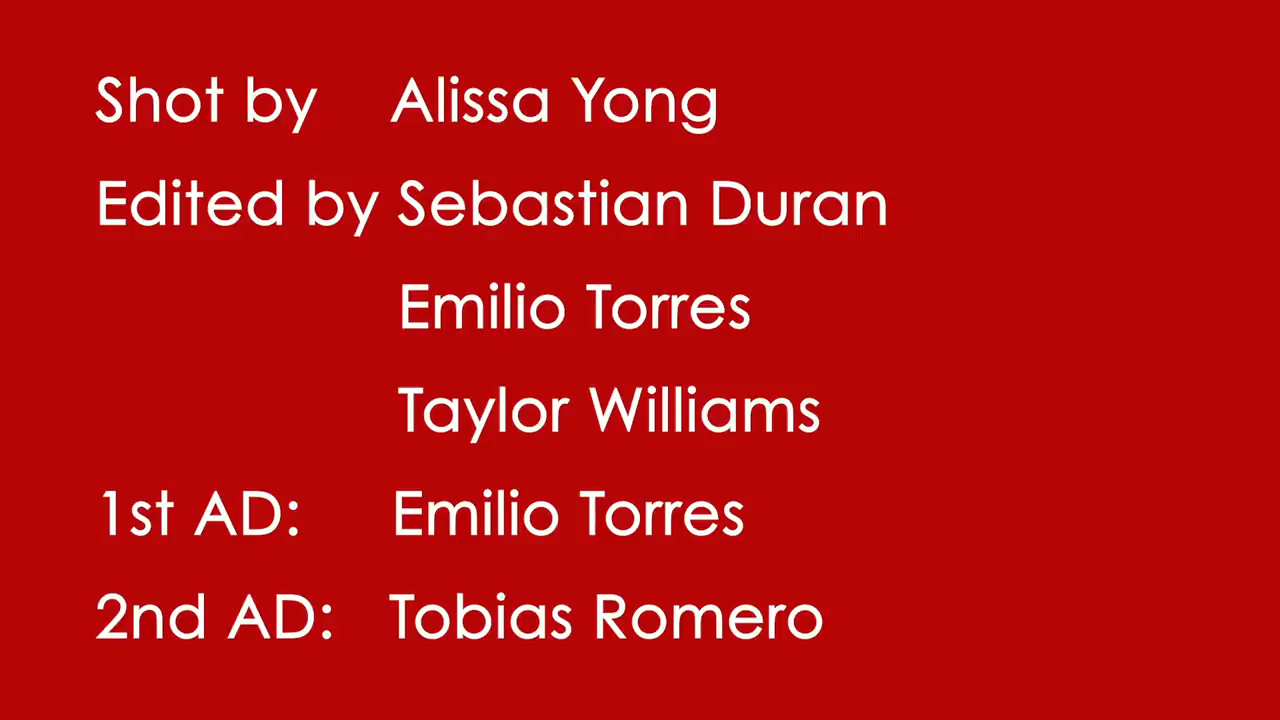 Shot by Alissa Yong
Edited by Sebastian Duran
Emilio Torres
Taylor Williams
1st AD: Emilio Torres
2nd AD: Tobias Romero